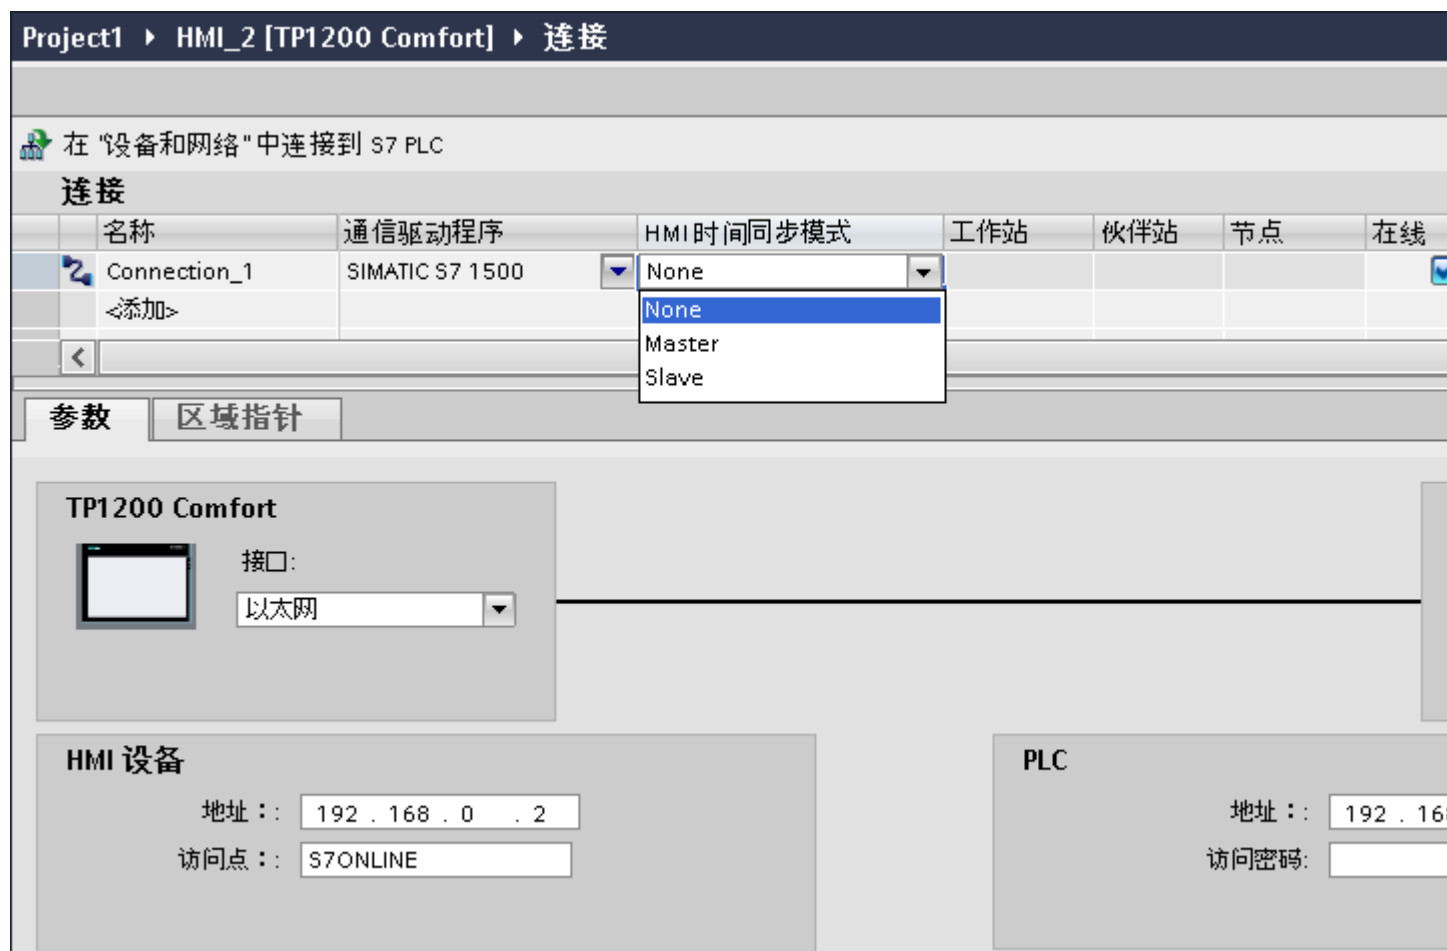 Project1 ▸ HMI_2 [TP1200 Comfort] ▸ 连接
在 "设备和网络" 中连接到 S7 PLC
连接
名称 通信驱动程序 HMI时间同步模式 工作站 伙伴站 节点 在线
Connection_1 SIMATIC S7 1500 None
<添加> None
Master
Slave
参数 区域指针
TP1200 Comfort
接口:
以太网
HMI 设备 PLC
地址：: 192 . 168 . 0 . 2 地址：: 192 . 168
访问点：: S7ONLINE 访问密码: